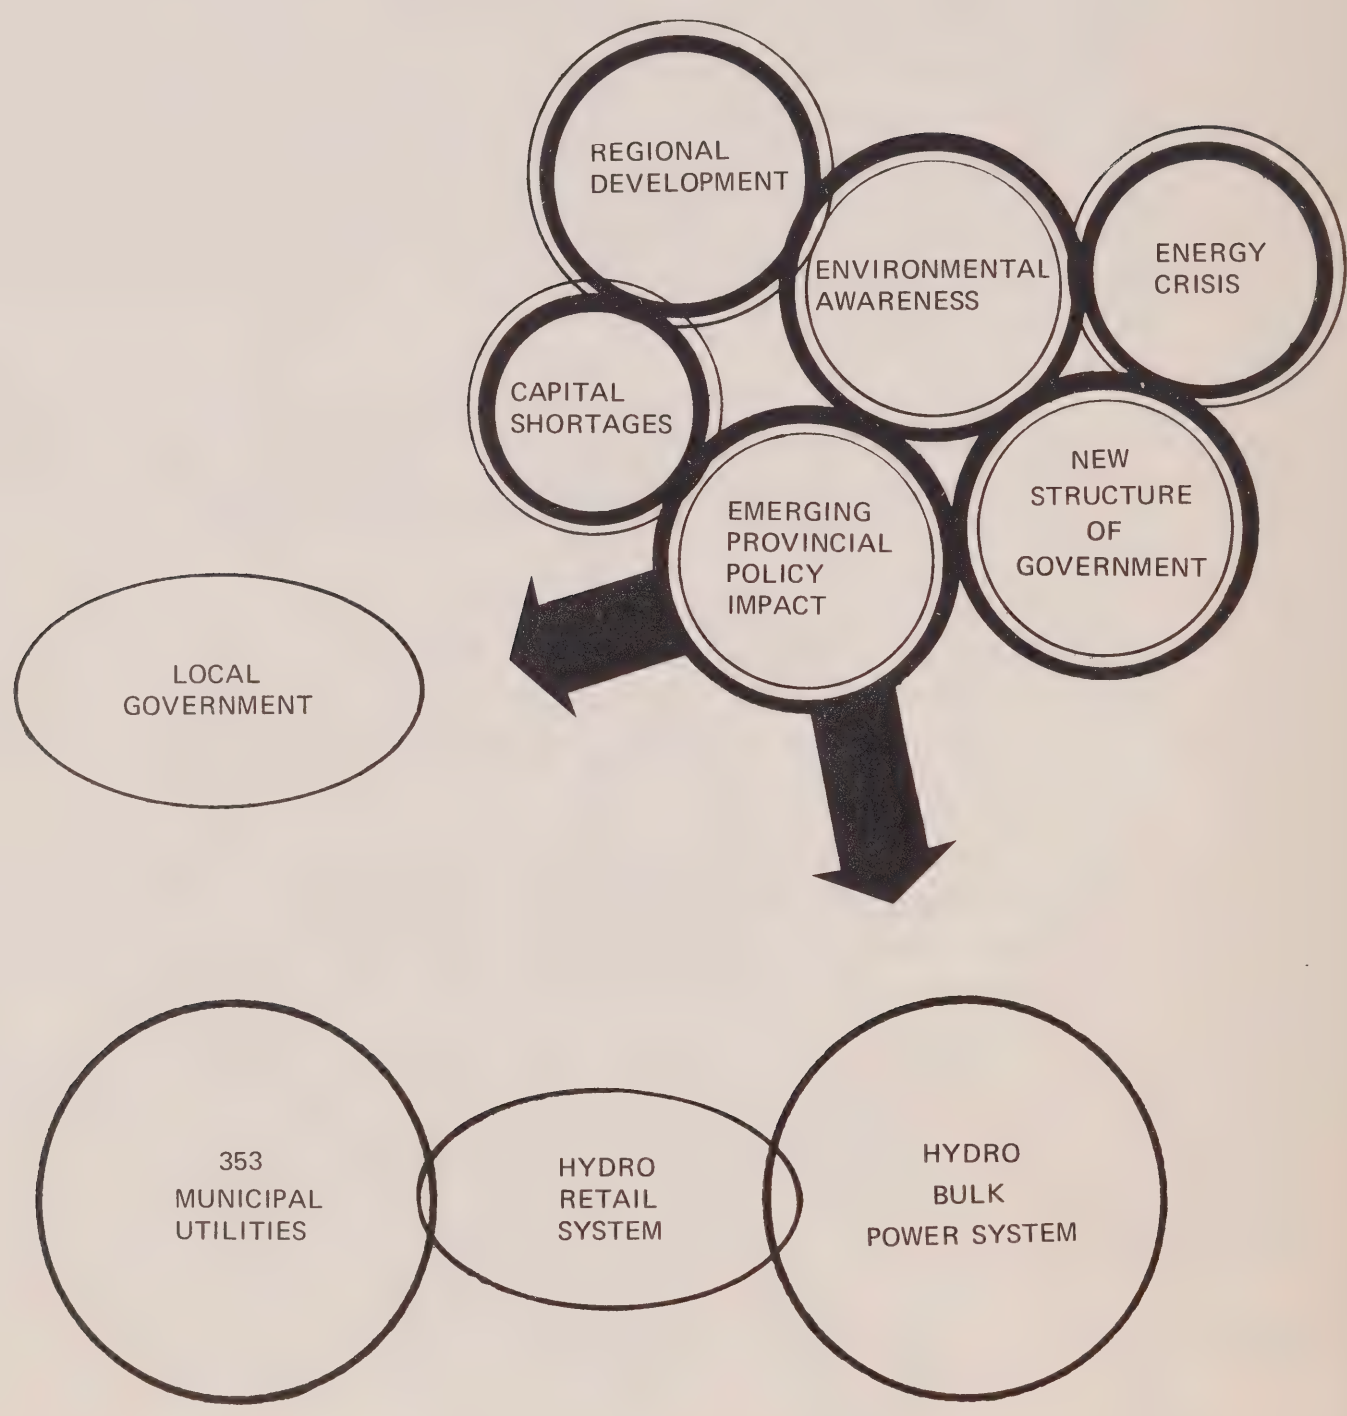 REGIONAL
DEVELOPMENT
ENVIRONMENTAL
AWARENESS
ENERGY
CRISIS
CAPITAL
SHORTAGES
EMERGING
PROVINCIAL
POLICY
IMPACT
NEW
STRUCTURE
OF
GOVERNMENT
LOCAL
GOVERNMENT
353
MUNICIPAL
UTILITIES
HYDRO
RETAIL
SYSTEM
HYDRO
BULK
POWER SYSTEM